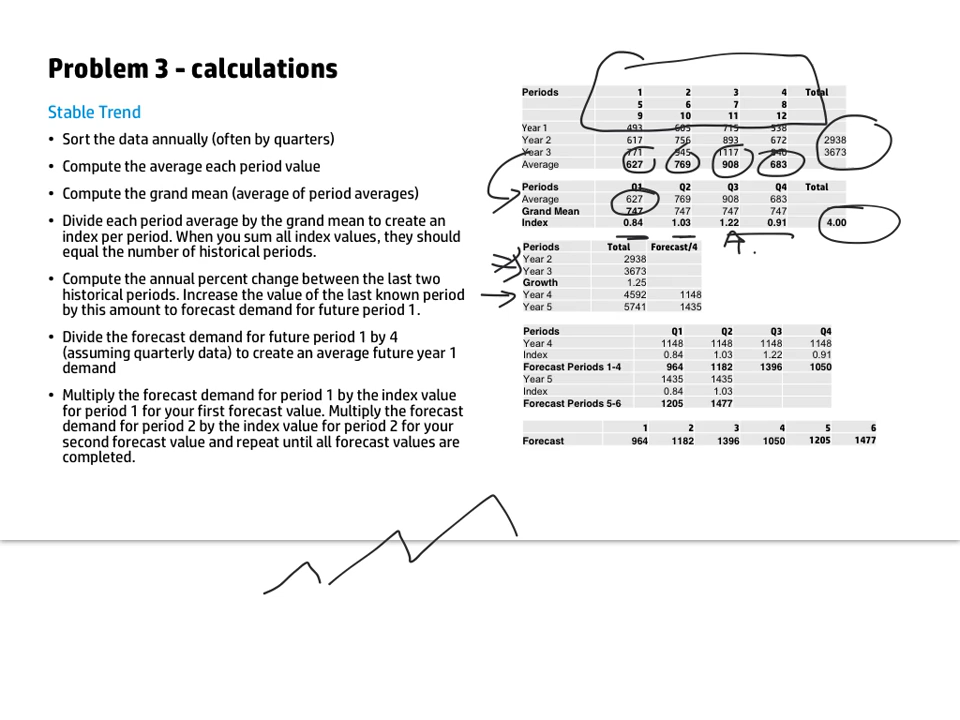 Problem 3 - calculations
Stable Trend
• Sort the data annually (often by quarters)
• Compute the average each period value
• Compute the grand mean (average of period averages)
• Divide each period average by the grand mean to create an
index per period. When you sum all index values, they should
equal the number of historical periods.
• Compute the annual percent change between the last two
historical periods. Increase the value of the last known period
by this amount to forecast demand for future period 1.
• Divide the forecast demand for future period 1 by 4
(assuming quarterly data) to create an average future year 1
demand
• Multiply the forecast demand for period 1 by the index value
for period 1 for your first forecast value. Multiply the forecast
demand for period 2 by the index value for period 2 for your
second forecast value and repeat until all forecast values are
completed.
Periods 1 2 3 4 Total
5 6 7 8
9 10 11 12
Year 1 493 605 715 538
Year 2 617 756 893 672 2938
Year 3 771 945 1117 840 3673
Average 627 769 908 683
Periods Q1 Q2 Q3 Q4 Total
Average 627 769 908 683
Grand Mean 747 747 747 747
Index 0.84 1.03 1.22 0.91 4.00
A.
Periods Total Forecast/4
Year 2 2938
Year 3 3673
Growth 1.25
Year 4 4592 1148
Year 5 5741 1435
Periods Q1 Q2 Q3 Q4
Year 4 1148 1148 1148 1148
Index 0.84 1.03 1.22 0.91
Forecast Periods 1-4 964 1182 1396 1050
Year 5 1435 1435
Index 0.84 1.03
Forecast Periods 5-6 1205 1477
1 2 3 4 5 6
Forecast 964 1182 1396 1050 1205 1477